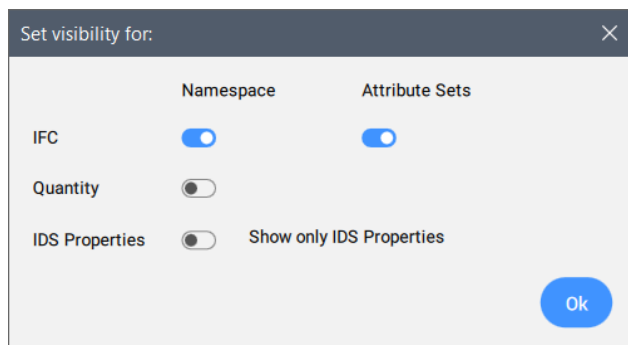 Set visibility for:
Namespace Attribute Sets
IFC
Quantity
IDS Properties Show only IDS Properties
Ok